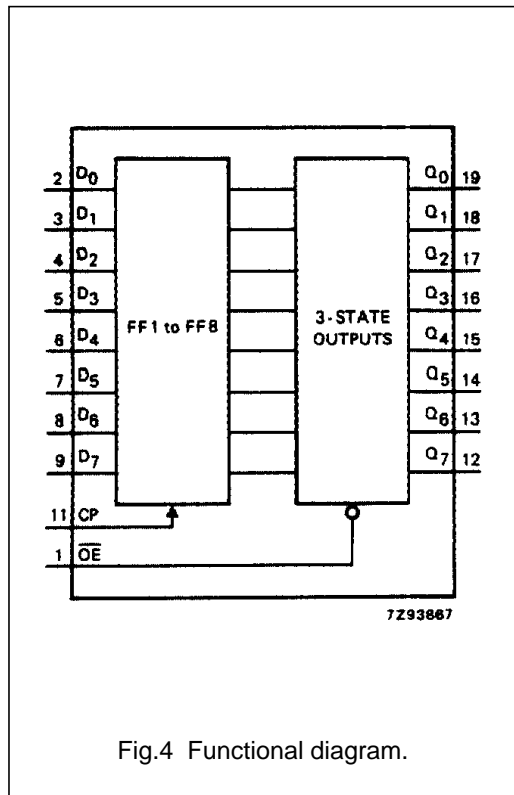 2 D0 Q0 19
3 D1 Q1 18
4 D2 Q2 17
5 D3 Q3 16
6 D4 Q4 15
7 D5 Q5 14
8 D6 Q6 13
9 D7 Q7 12
FF1 to FF8
3-STATE
OUTPUTS
11 CP
1 O̅E̅
7Z93867
Fig.4 Functional diagram.